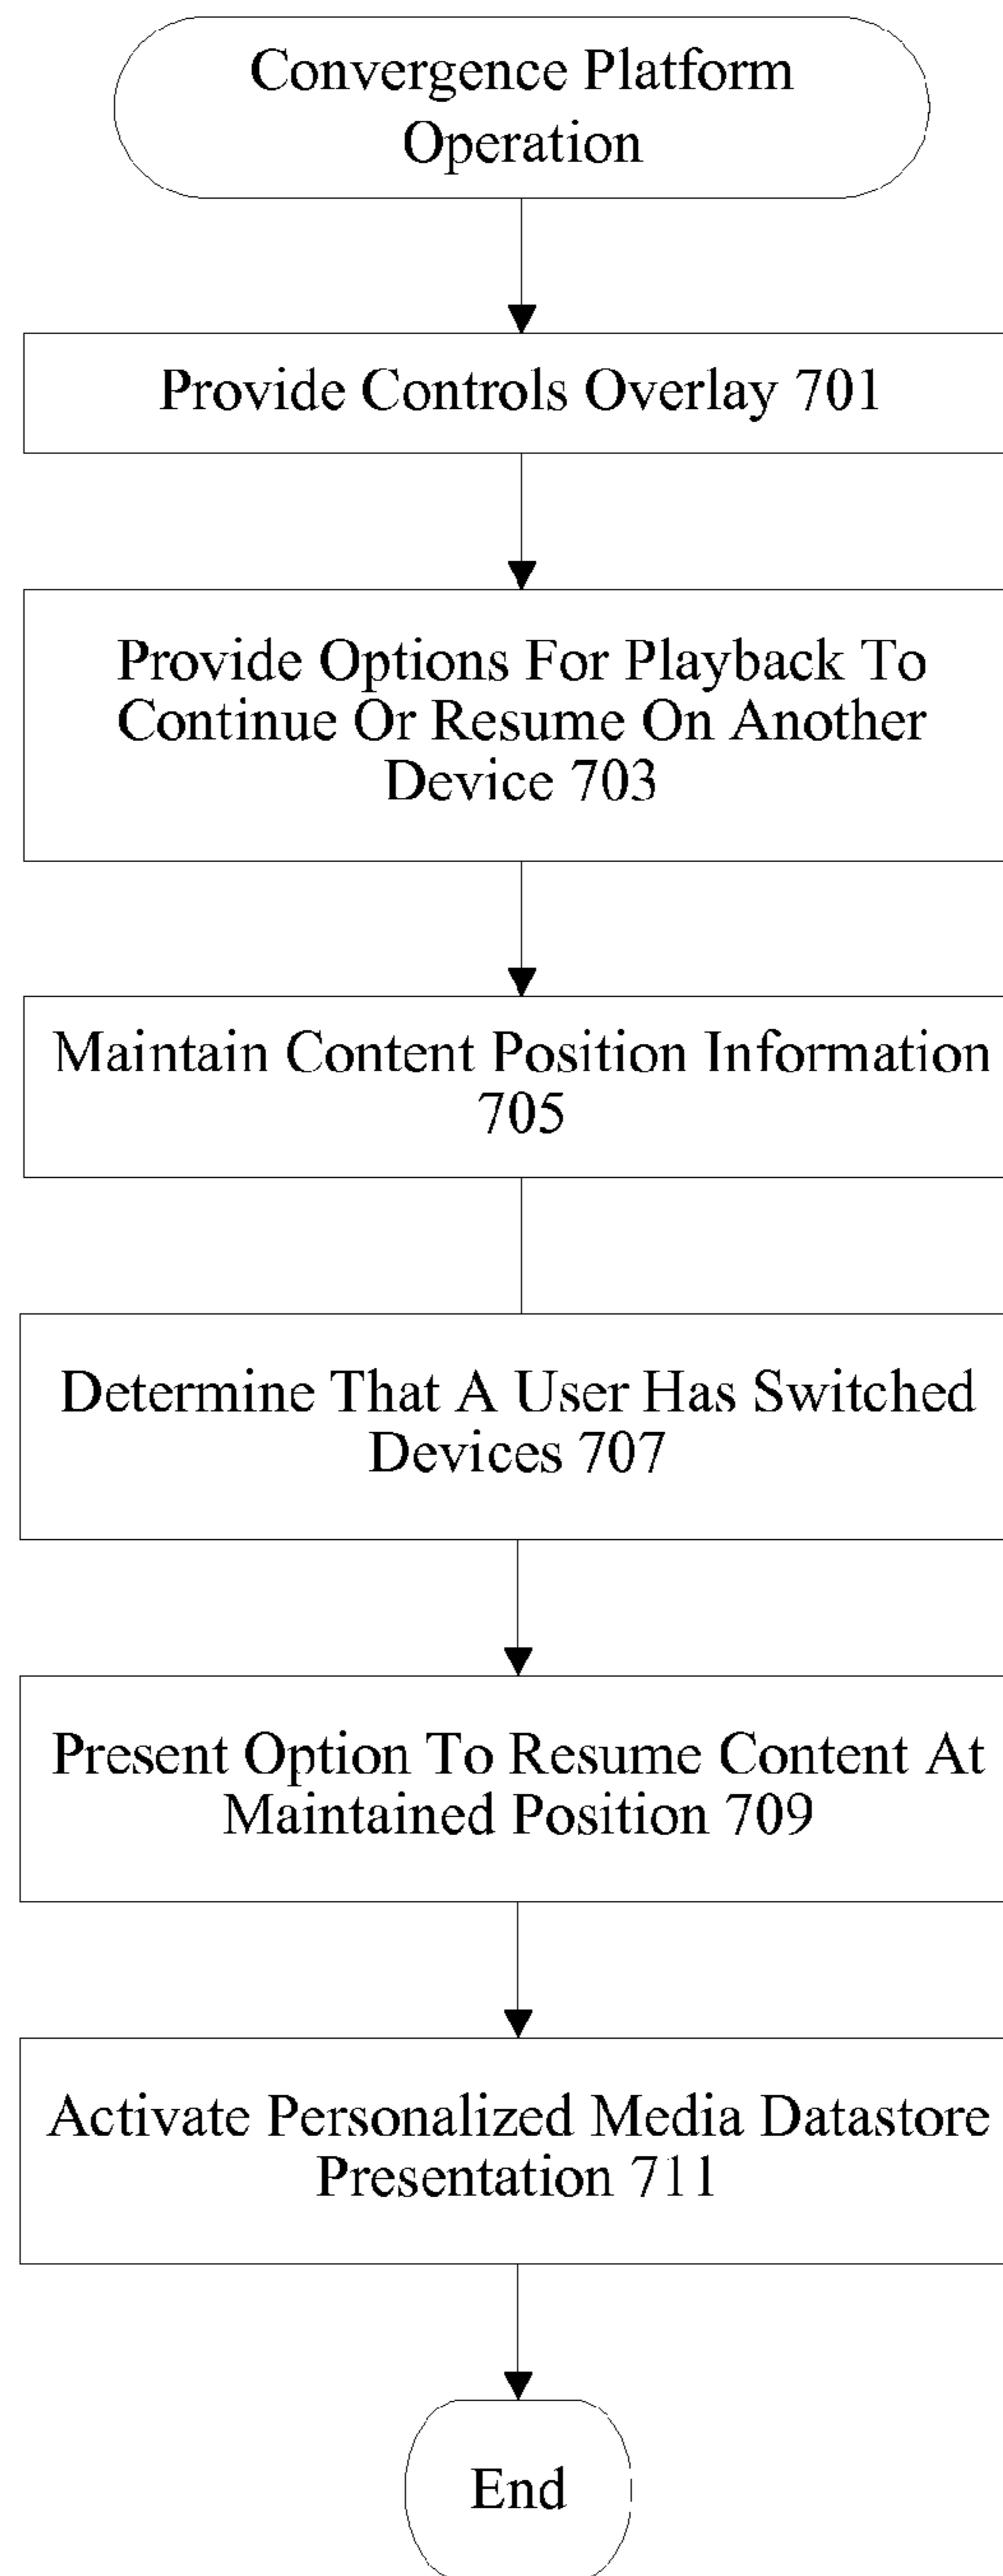 Convergence Platform
Operation
Provide Controls Overlay 701
Provide Options For Playback To
Continue Or Resume On Another
Device 703
Maintain Content Position Information
705
Determine That A User Has Switched
Devices 707
Present Option To Resume Content At
Maintained Position 709
Activate Personalized Media Datastore
Presentation 711
End